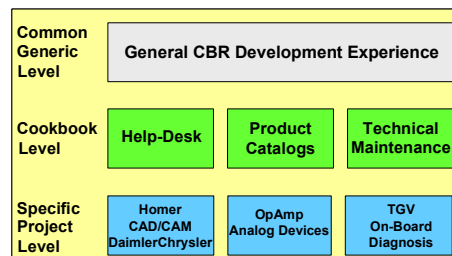 Common
Generic
Level
General CBR Development Experience
Cookbook
Level
Help-Desk
Product
Catalogs
Technical
Maintenance
Specific
Project
Level
Homer
CAD/CAM
DaimlerChrysler
OpAmp
Analog Devices
TGV
On-Board
Diagnosis